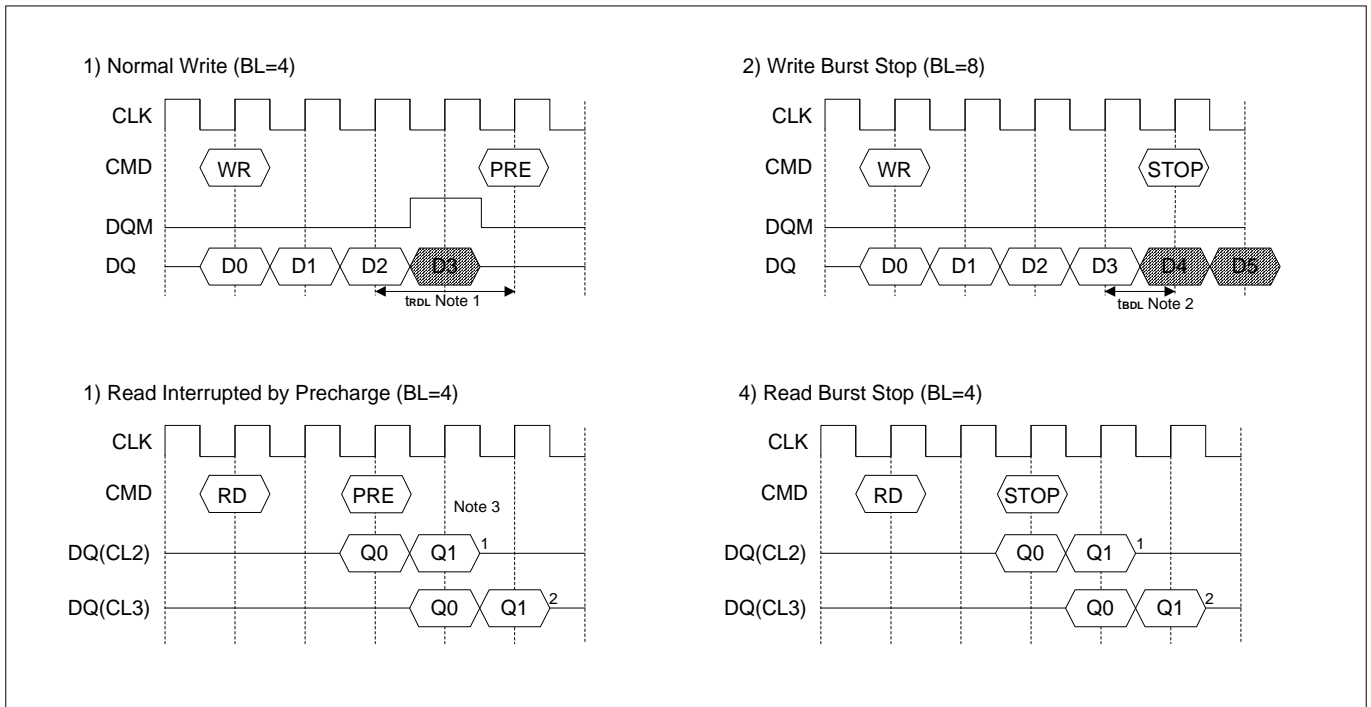 1) Normal Write (BL=4)
CLK
CMD WR PRE
DQM
DQ D0 D1 D2 D3
tRDL Note 1
2) Write Burst Stop (BL=8)
CLK
CMD WR STOP
DQM
DQ D0 D1 D2 D3 D4 D5
tBDL Note 2
1) Read Interrupted by Precharge (BL=4)
CLK
CMD RD PRE
Note 3
DQ(CL2) Q0 Q1 1
DQ(CL3) Q0 Q1 2
4) Read Burst Stop (BL=4)
CLK
CMD RD STOP
DQ(CL2) Q0 Q1 1
DQ(CL3) Q0 Q1 2